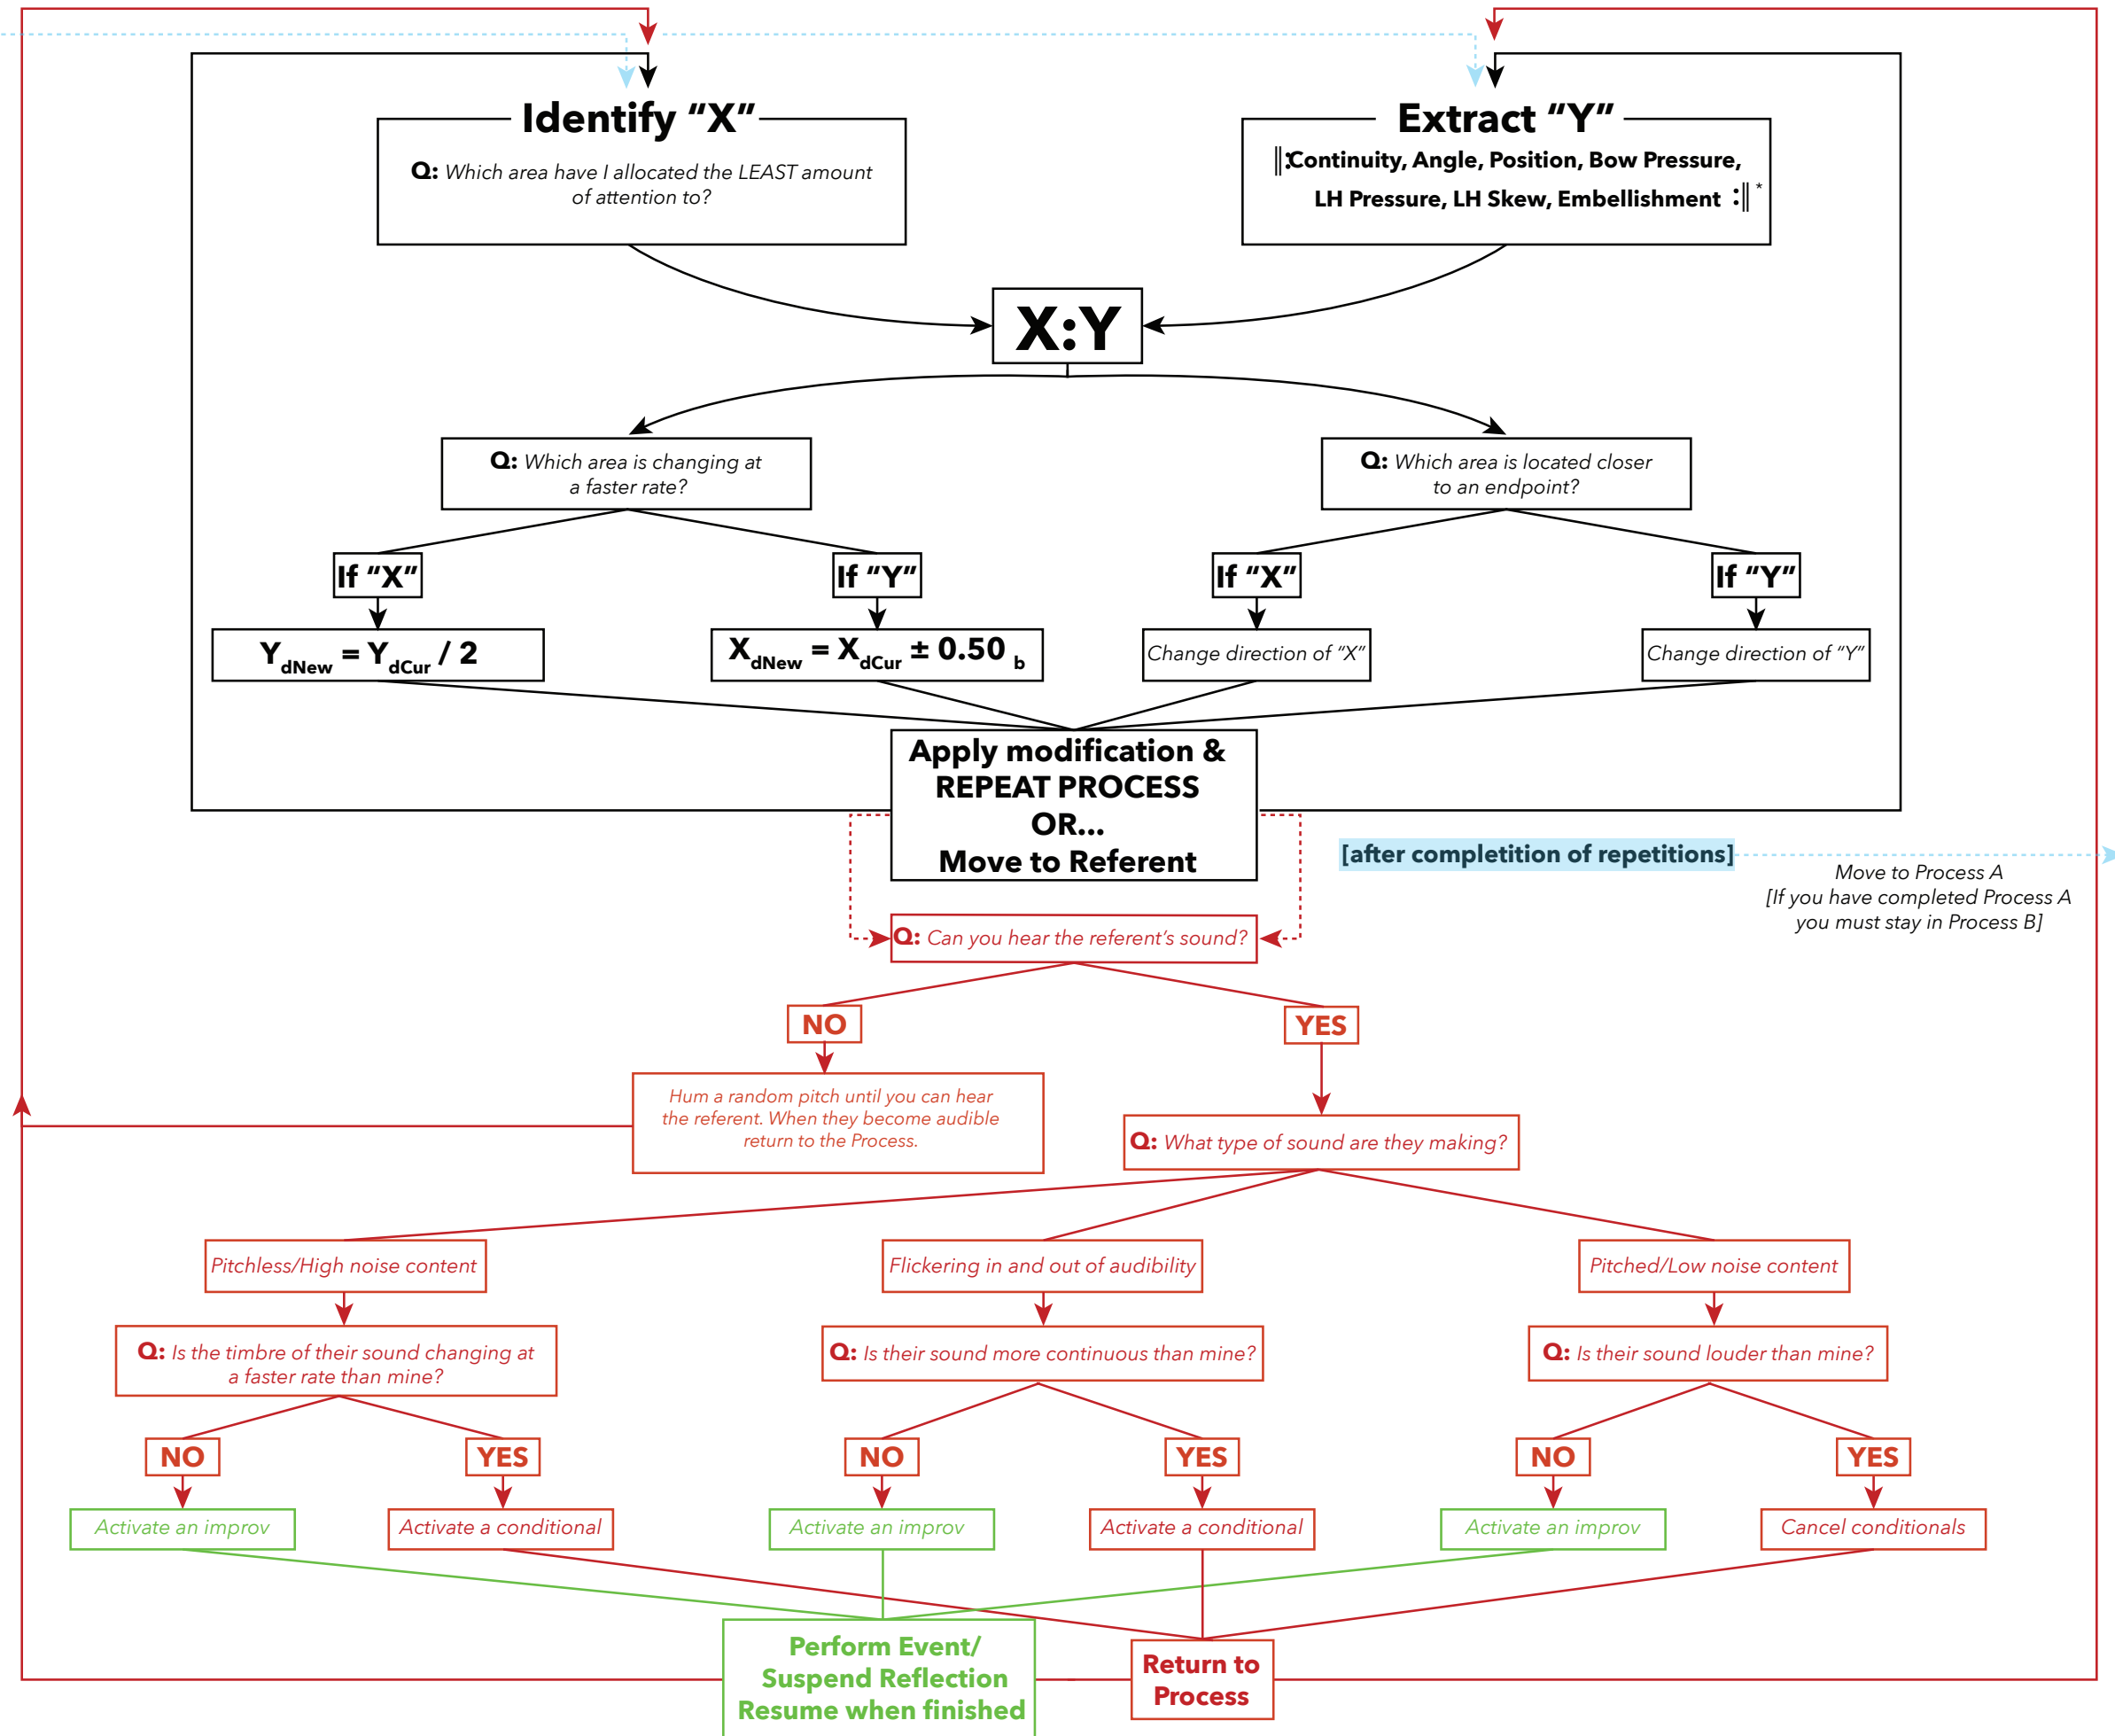 Identify “X”
Q: Which area have I allocated the LEAST amount
of attention to?
Extract “Y”
‖:Continuity, Angle, Position, Bow Pressure,
LH Pressure, LH Skew, Embellishment :‖*
X:Y
Q: Which area is changing at
a faster rate?
Q: Which area is located closer
to an endpoint?
If “X”
If “Y”
If “X”
If “Y”
YdNew = YdCur / 2
XdNew = XdCur ± 0.50 b
Change direction of “X”
Change direction of “Y”
Apply modification &
REPEAT PROCESS
OR...
Move to Referent
[after completition of repetitions]
Move to Process A
[If you have completed Process A
you must stay in Process B]
Q: Can you hear the referent’s sound?
NO
YES
Hum a random pitch until you can hear
the referent. When they become audible
return to the Process.
Q: What type of sound are they making?
Pitchless/High noise content
Flickering in and out of audibility
Pitched/Low noise content
Q: Is the timbre of their sound changing at
a faster rate than mine?
Q: Is their sound more continuous than mine?
Q: Is their sound louder than mine?
NO
YES
NO
YES
NO
YES
Activate an improv
Activate a conditional
Activate an improv
Activate a conditional
Activate an improv
Cancel conditionals
Perform Event/
Suspend Reflection
Resume when finished
Return to
Process